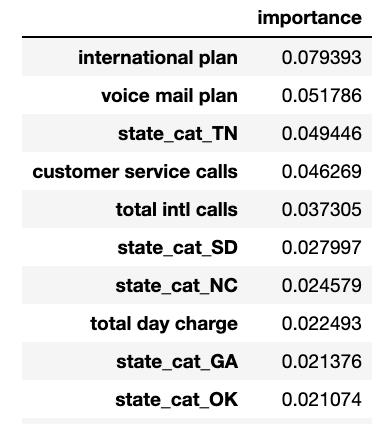 importance
international plan 0.079393
voice mail plan 0.051786
state_cat_TN 0.049446
customer service calls 0.046269
total intl calls 0.037305
state_cat_SD 0.027997
state_cat_NC 0.024579
total day charge 0.022493
state_cat_GA 0.021376
state_cat_OK 0.021074